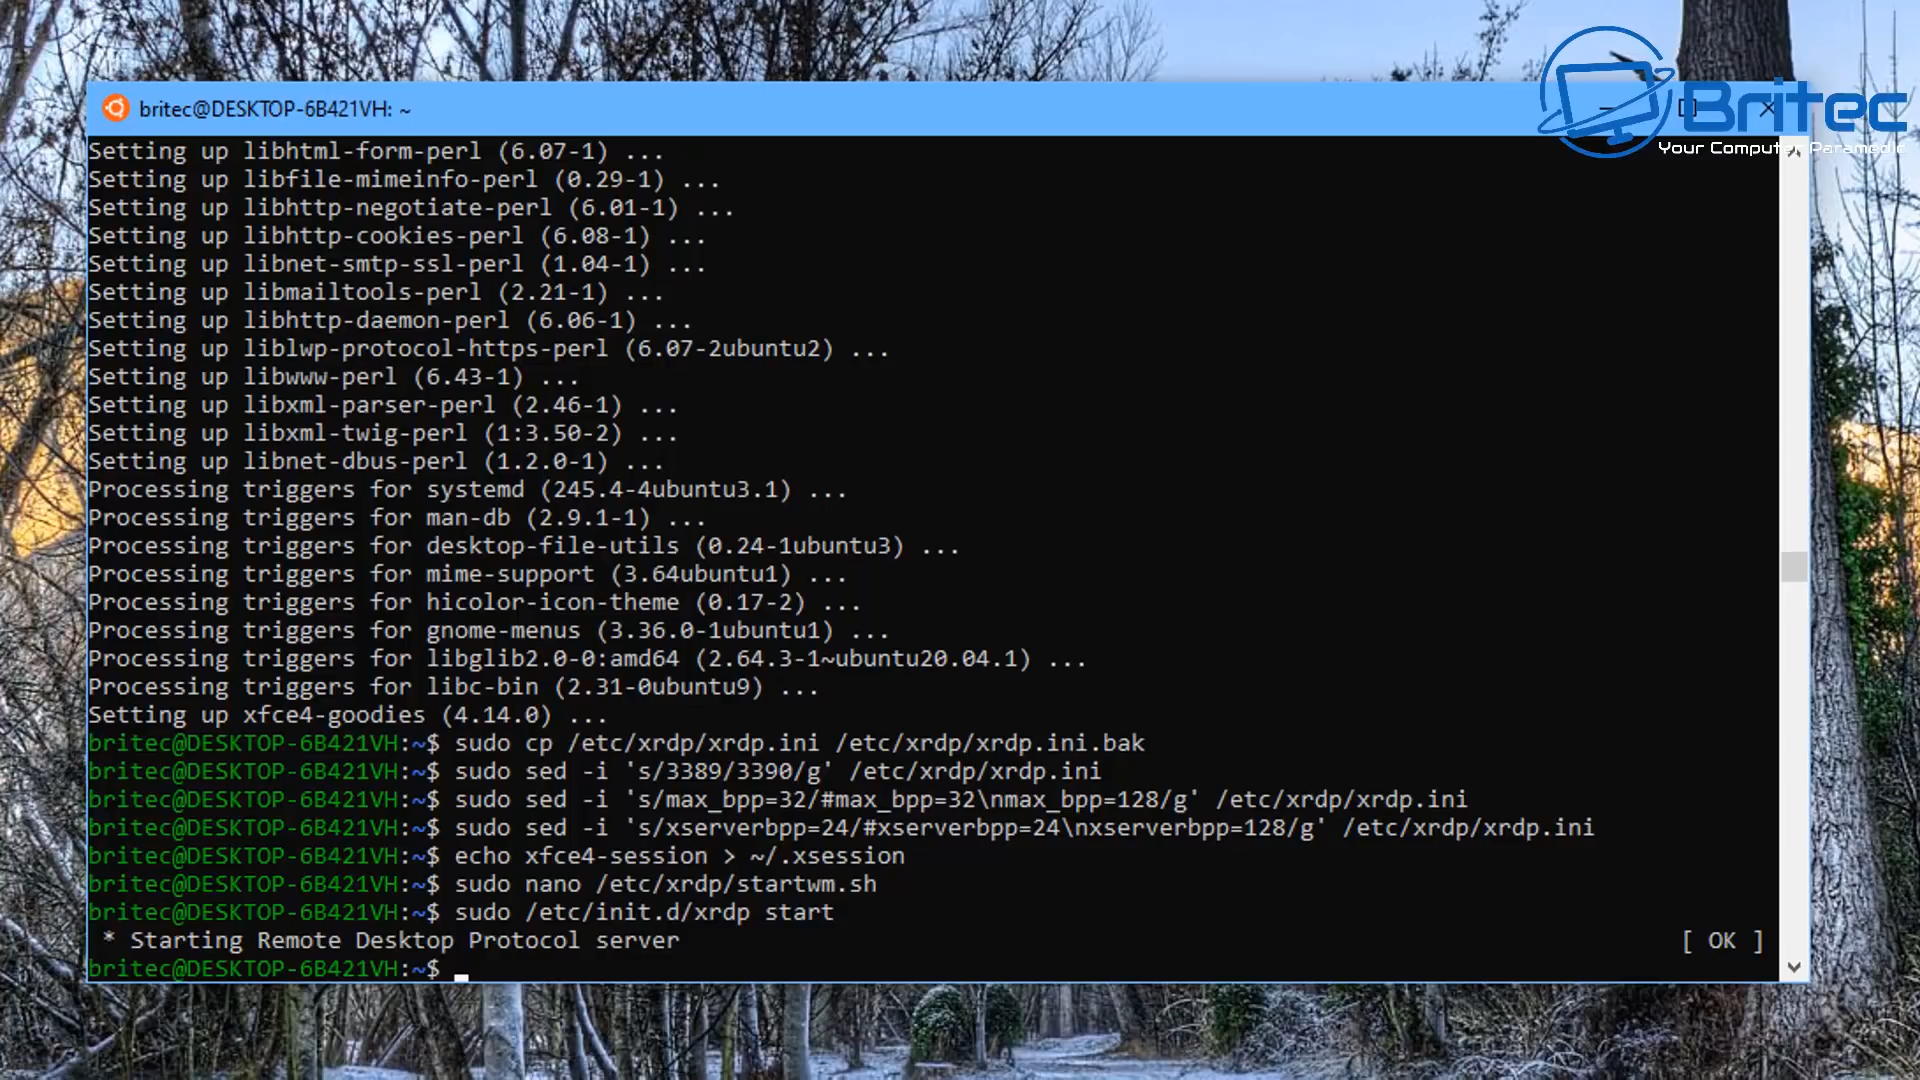 britec@DESKTOP-6B421VH: ~
Britec
Your Computer Paramedic
Setting up libhtml-form-perl (6.07-1) ...
Setting up libfile-mimeinfo-perl (0.29-1) ...
Setting up libhttp-negotiate-perl (6.01-1) ...
Setting up libhttp-cookies-perl (6.08-1) ...
Setting up libnet-smtp-ssl-perl (1.04-1) ...
Setting up libmailtools-perl (2.21-1) ...
Setting up libhttp-daemon-perl (6.06-1) ...
Setting up liblwp-protocol-https-perl (6.07-2ubuntu2) ...
Setting up libwww-perl (6.43-1) ...
Setting up libxml-parser-perl (2.46-1) ...
Setting up libxml-twig-perl (1:3.50-2) ...
Setting up libnet-dbus-perl (1.2.0-1) ...
Processing triggers for systemd (245.4-4ubuntu3.1) ...
Processing triggers for man-db (2.9.1-1) ...
Processing triggers for desktop-file-utils (0.24-1ubuntu3) ...
Processing triggers for mime-support (3.64ubuntu1) ...
Processing triggers for hicolor-icon-theme (0.17-2) ...
Processing triggers for gnome-menus (3.36.0-1ubuntu1) ...
Processing triggers for libglib2.0-0:amd64 (2.64.3-1~ubuntu20.04.1) ...
Processing triggers for libc-bin (2.31-0ubuntu9) ...
Setting up xfce4-goodies (4.14.0) ...
britec@DESKTOP-6B421VH:~$ sudo cp /etc/xrdp/xrdp.ini /etc/xrdp/xrdp.ini.bak
britec@DESKTOP-6B421VH:~$ sudo sed -i 's/3389/3390/g' /etc/xrdp/xrdp.ini
britec@DESKTOP-6B421VH:~$ sudo sed -i 's/max_bpp=32/#max_bpp=32\nmax_bpp=128/g' /etc/xrdp/xrdp.ini
britec@DESKTOP-6B421VH:~$ sudo sed -i 's/xserverbpp=24/#xserverbpp=24\nxserverbpp=128/g' /etc/xrdp/xrdp.ini
britec@DESKTOP-6B421VH:~$ echo xfce4-session > ~/.xsession
britec@DESKTOP-6B421VH:~$ sudo nano /etc/xrdp/startwm.sh
britec@DESKTOP-6B421VH:~$ sudo /etc/init.d/xrdp start
* Starting Remote Desktop Protocol server [ OK ]
britec@DESKTOP-6B421VH:~$